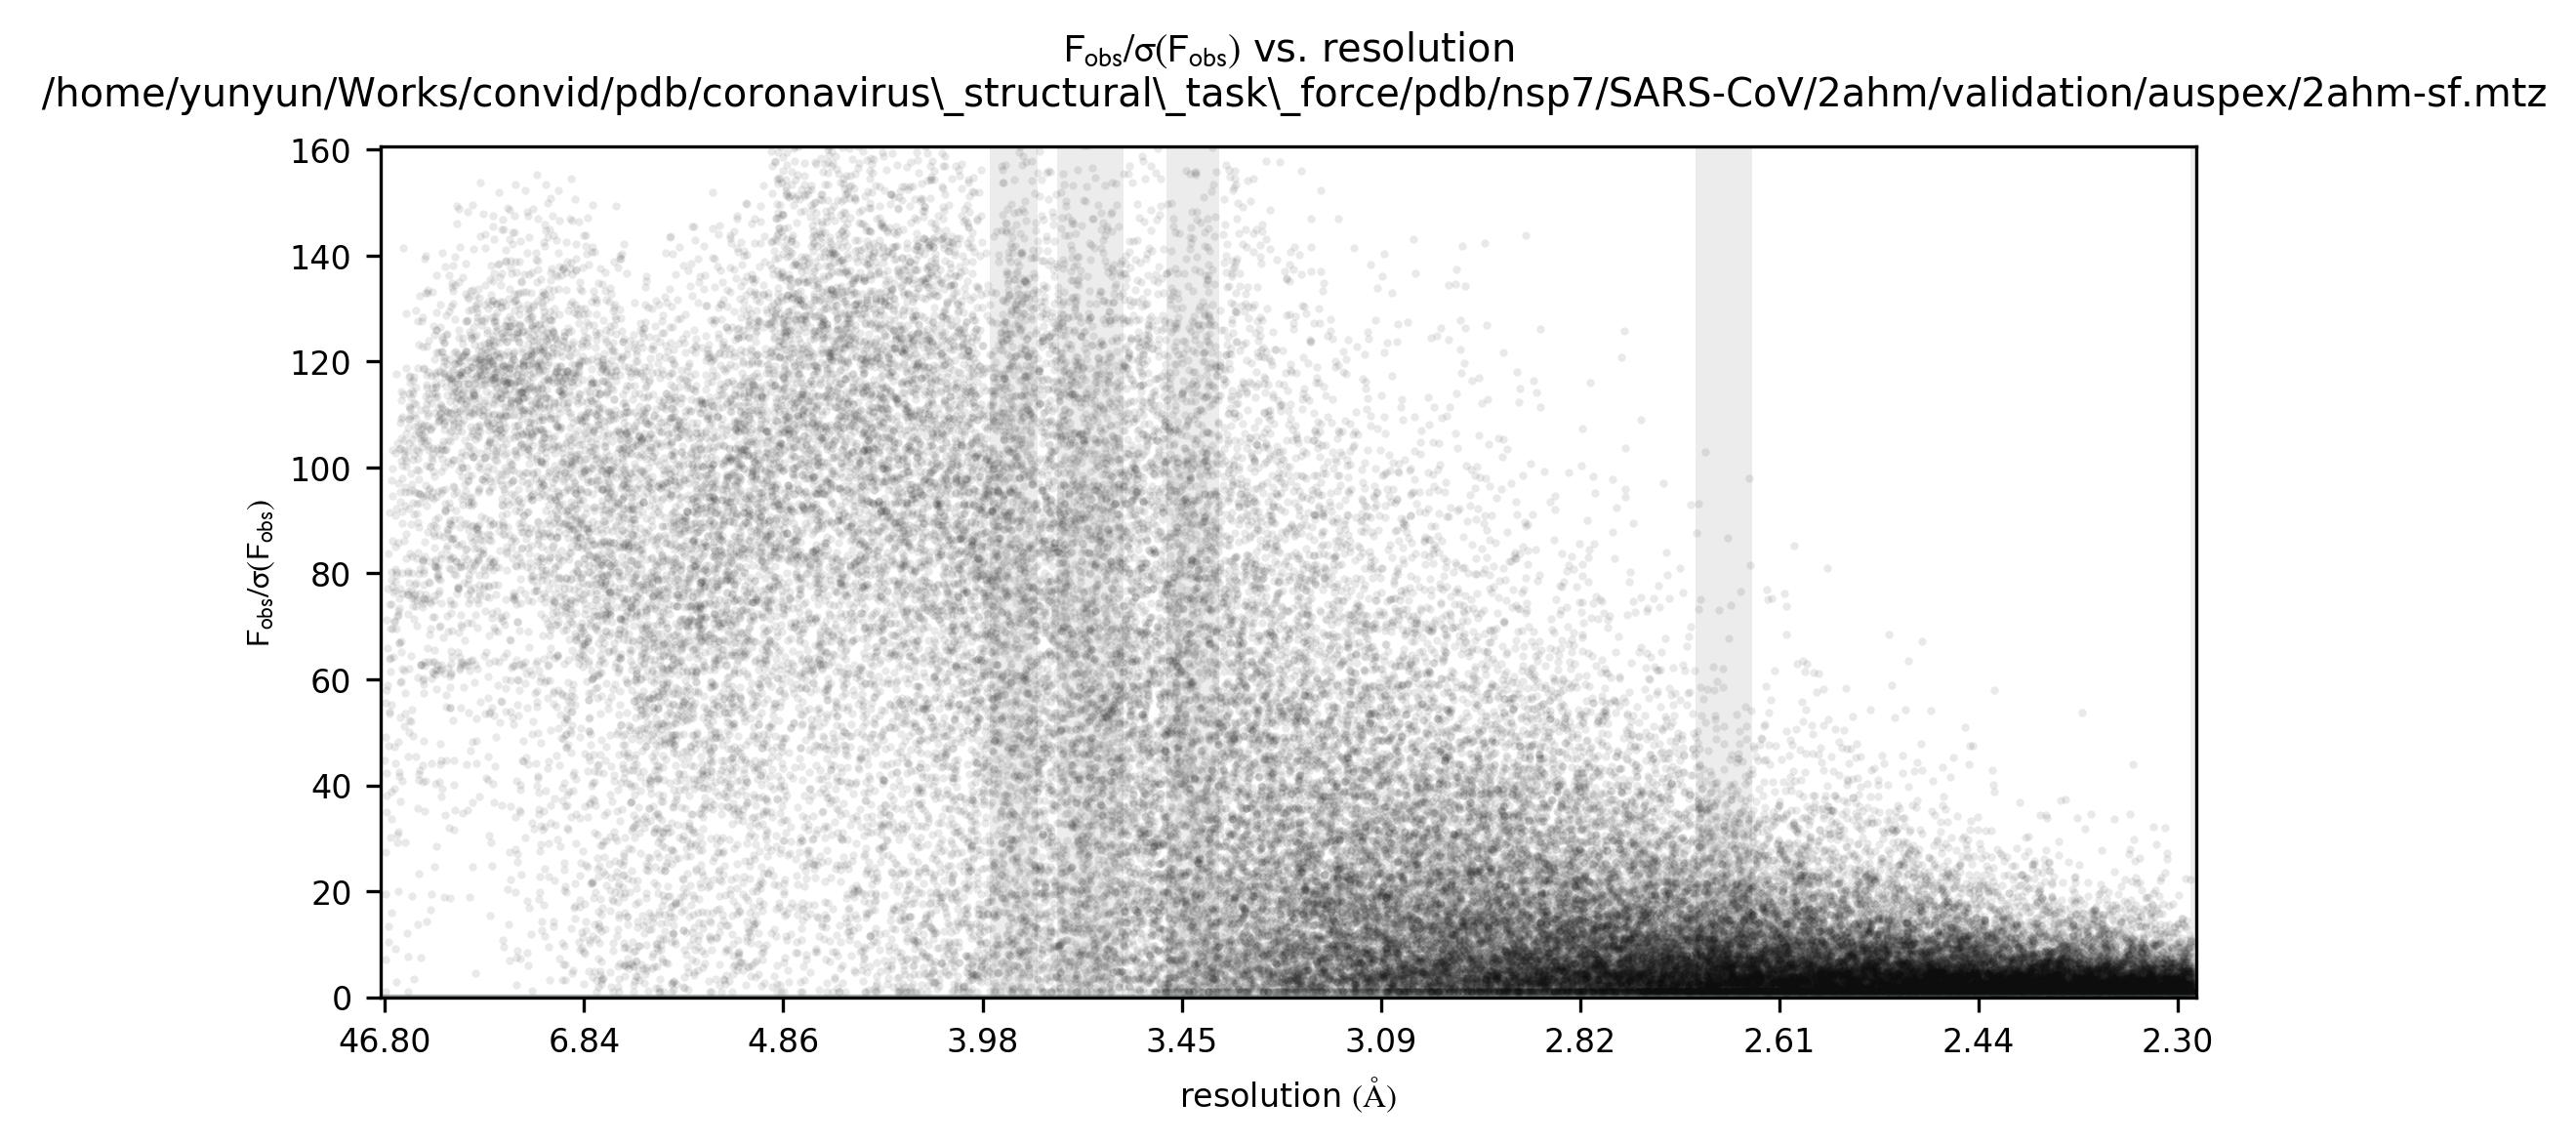 Fobs/σ(Fobs) vs. resolution
/home/yunyun/Works/convid/pdb/coronavirus\_structural\_task\_force/pdb/nsp7/SARS-CoV/2ahm/validation/auspex/2ahm-sf.mtz
160
140
120
100
80
60
40
20
0
Fobs/σ(Fobs)
46.80 6.84 4.86 3.98 3.45 3.09 2.82 2.61 2.44 2.30
resolution (Å)